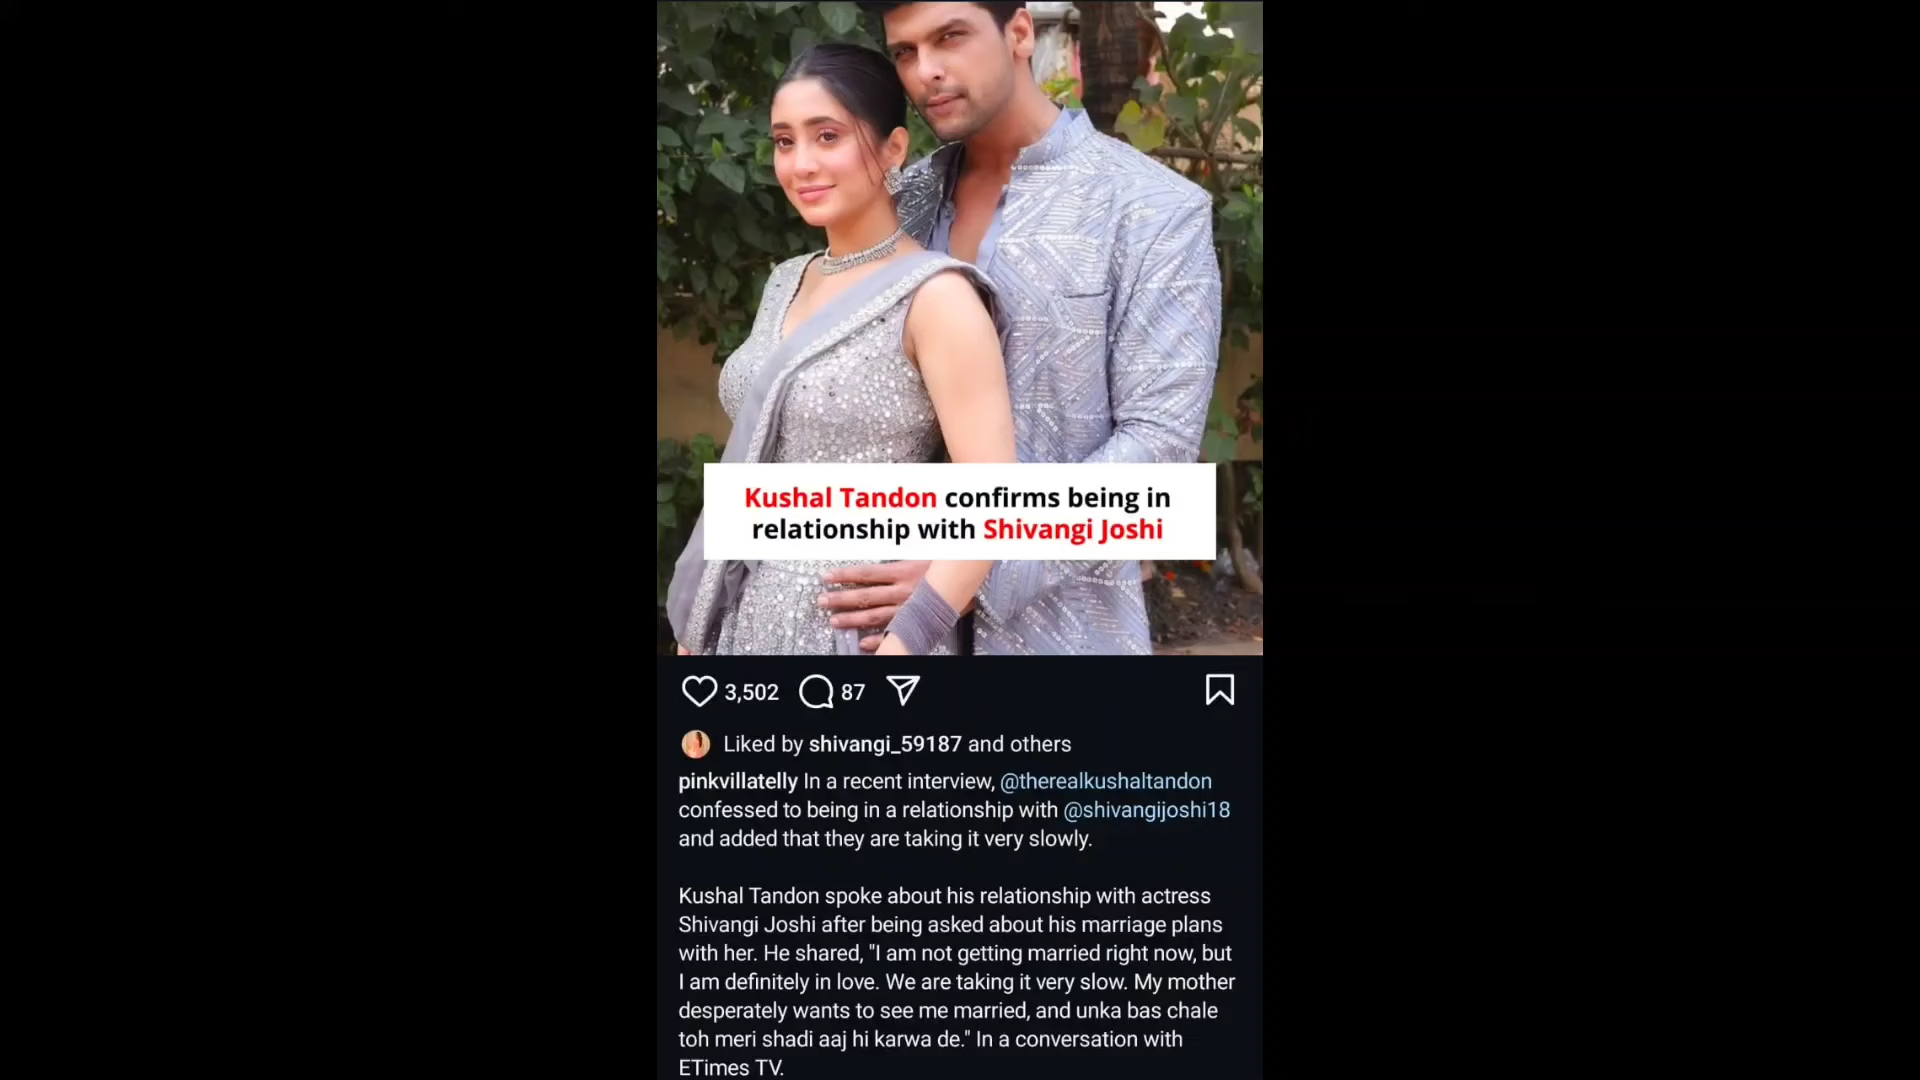 Kushal Tandon confirms being in
relationship with Shivangi Joshi
3,502 87
Liked by shivangi_59187 and others
pinkvillatelly In a recent interview, @therealkushaltandon
confessed to being in a relationship with @shivangijoshi18
and added that they are taking it very slowly.
Kushal Tandon spoke about his relationship with actress
Shivangi Joshi after being asked about his marriage plans
with her. He shared, "I am not getting married right now, but
I am definitely in love. We are taking it very slow. My mother
desperately wants to see me married, and unka bas chale
toh meri shadi aaj hi karwa de." In a conversation with
ETimes TV.